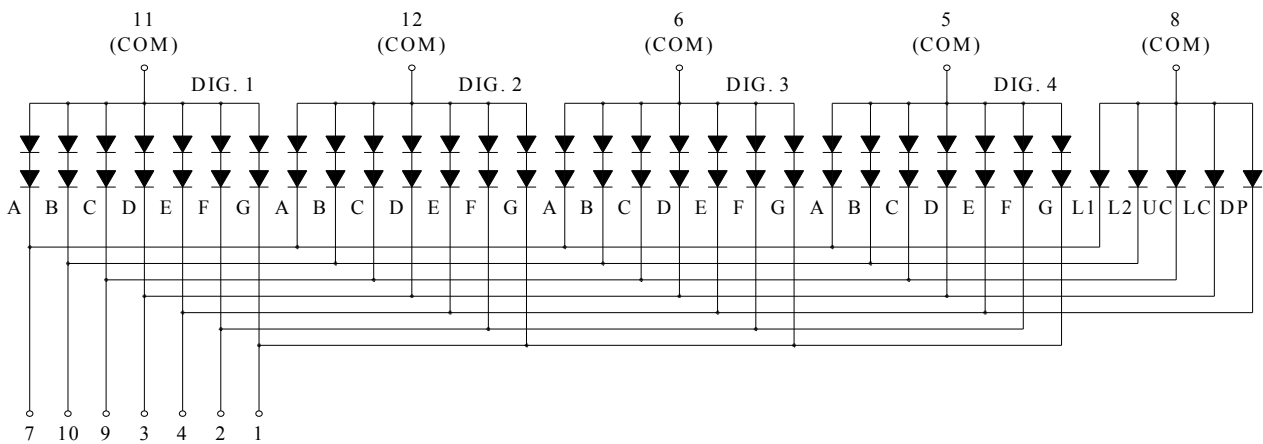 11 12 6 5 8
(COM) (COM) (COM) (COM) (COM)
DIG. 1 DIG. 2 DIG. 3 DIG. 4
A B C D E F G A B C D E F G A B C D E F G A B C D E F G L1 L2 UC LC DP
7 10 9 3 4 2 1